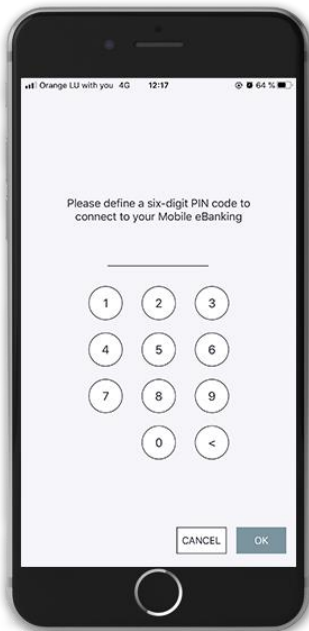 Orange LU with you 4G 12:17 64 %
Please define a six-digit PIN code to
connect to your Mobile eBanking
1 2 3
4 5 6
7 8 9
0 <
CANCEL OK